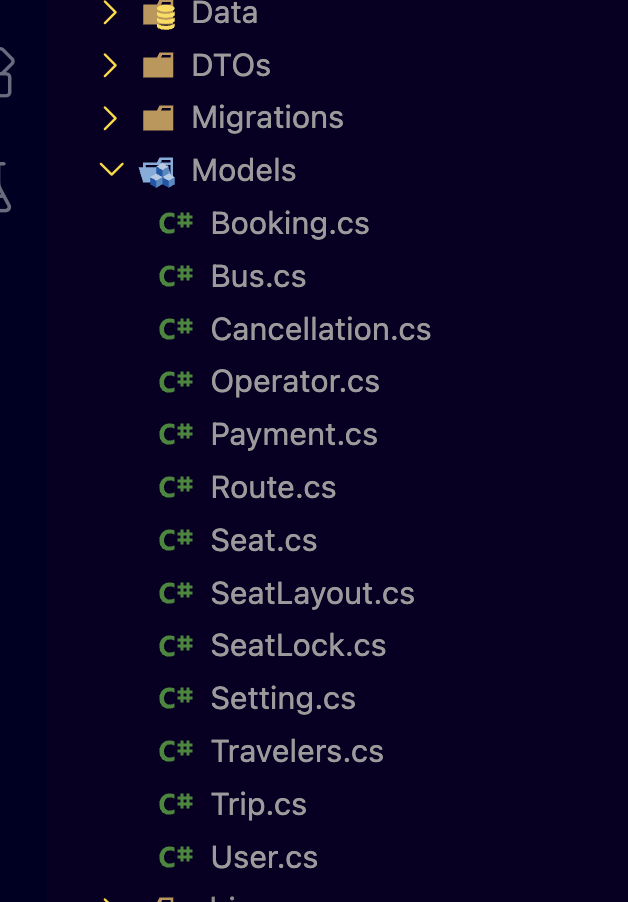 Data
DTOs
Migrations
Models
C# Booking.cs
C# Bus.cs
C# Cancellation.cs
C# Operator.cs
C# Payment.cs
C# Route.cs
C# Seat.cs
C# SeatLayout.cs
C# SeatLock.cs
C# Setting.cs
C# Travelers.cs
C# Trip.cs
C# User.cs